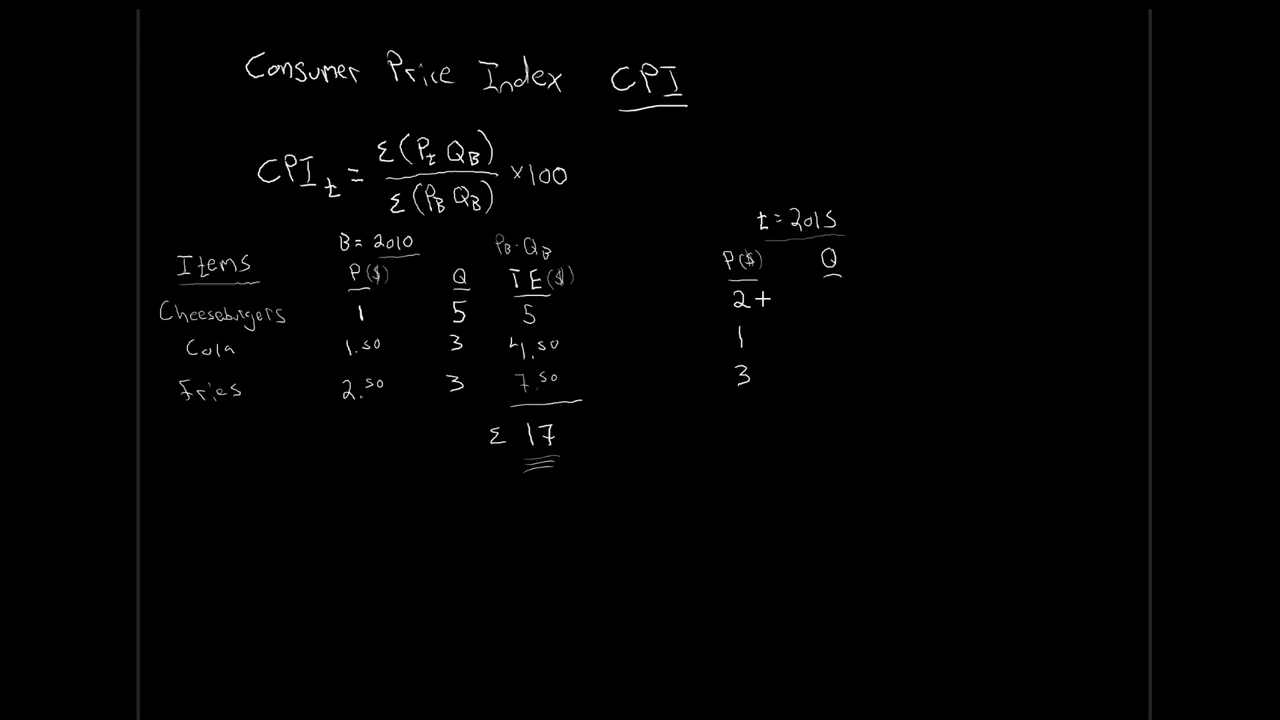 Consumer Price Index CPI
CPI_t = Σ(P_t Q_B) / Σ(P_B Q_B) × 100
t = 2015
B = 2010 P_B · Q_B
Items P($) Q TE($) P($) Q
Cheeseburgers 1 5 5 2 +
Cola 1.50 3 4.50 1
Fries 2.50 3 7.50 3
Σ 17